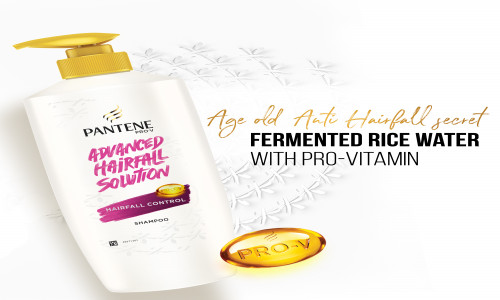 PANTENE
PRO-V
ADVANCED
HAIRFALL
SOLUTION
HAIRFALL CONTROL
SHAMPOO
Age old Anti Hairfall secret
FERMENTED RICE WATER
WITH PRO-VITAMIN
PRO-V